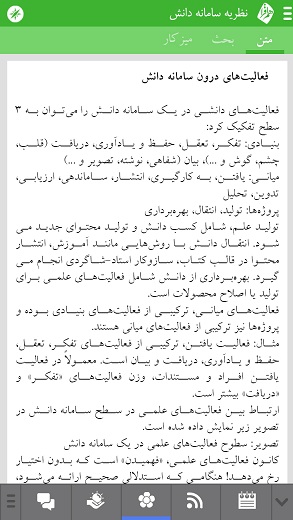 نظریه سامانه دانش
متن
بحث
میزکار
فعالیت‌های درون سامانه دانش
فعالیت‌های دانشی در یک سامانه دانش را می‌توان به ۳
سطح تفکیک کرد:
بنیادی: تفکر، تعقل، حفظ و یادآوری، دریافت (قلب،
چشم، گوش و ...)، بیان (شفاهی، نوشته، تصویر و ...)
میانی: یافتن، به کارگیری، انتشار، ساماندهی، ارزیابی،
تدوین، تحلیل
پروژه‌ها: تولید، انتقال، بهره‌برداری
تولید علم، شامل کسب دانش و تولید محتوای جدید می
شود. انتقال دانش با روش‌هایی مانند آموزش، انتشار
محتوا در قالب کتاب، سازوکار استاد-شاگردی انجام می
گیرد. بهره‌برداری از دانش شامل فعالیت‌های علمی برای
تولید یا اصلاح محصولات است.
فعالیت‌های میانی، ترکیبی از فعالیت‌های بنیادی بوده و
پروژه‌ها نیز ترکیبی از فعالیت‌های میانی هستند.
مثال: فعالیت یافتن، ترکیبی از فعالیت‌های تفکر، تعقل،
حفظ و یادآوری، دریافت و بیان است. معمولاً در فعالیت
یافتن افراد و مستندات، وزن فعالیت‌های «تفکر» و
«دریافت» بیشتر است.
ارتباط بین فعالیت‌های علمی در سطح سامانه دانش در
تصویر زیر نمایش داده شده است.
تصویر: سطوح فعالیت‌های علمی در یک سامانه دانش
کانون فعالیت‌های علمی، «فهمیدن» است که بدون اختیار
رخ می‌دهد! هنگامی که استدلالی صحیح ارائه می‌شود،